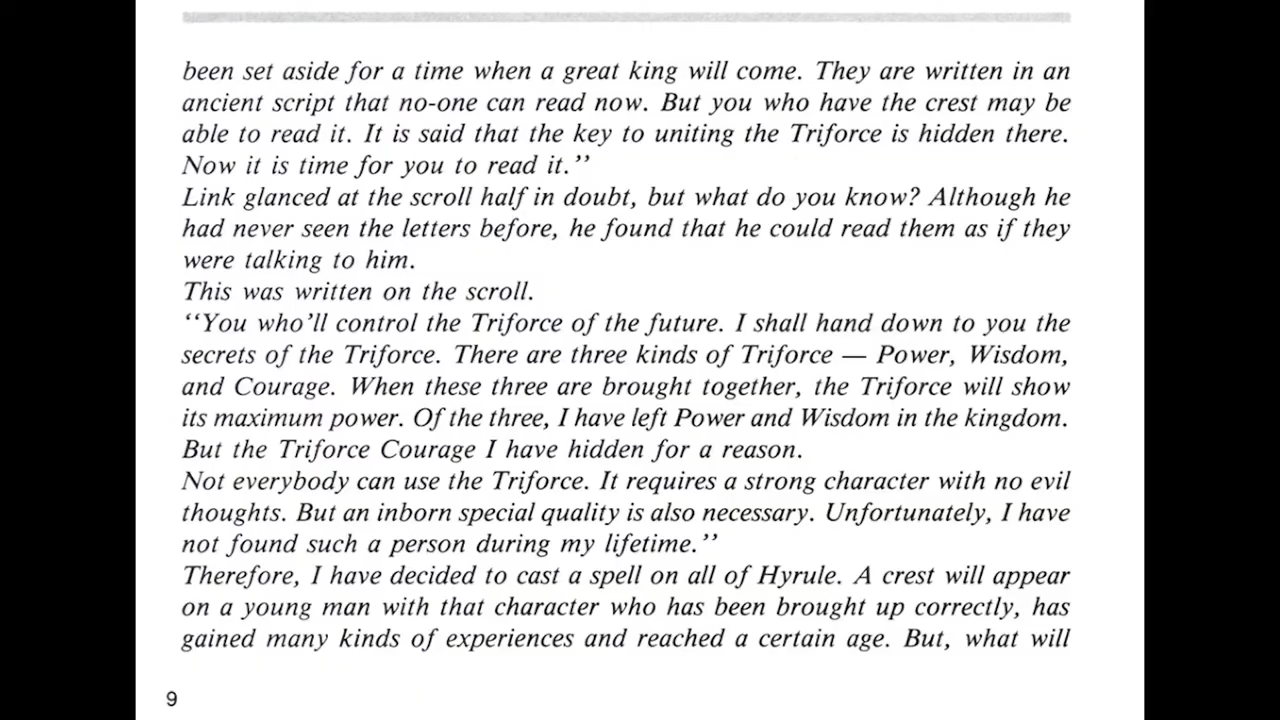 been set aside for a time when a great king will come. They are written in an
ancient script that no-one can read now. But you who have the crest may be
able to read it. It is said that the key to uniting the Triforce is hidden there.
Now it is time for you to read it.’’
Link glanced at the scroll half in doubt, but what do you know? Although he
had never seen the letters before, he found that he could read them as if they
were talking to him.
This was written on the scroll.
‘‘You who’ll control the Triforce of the future. I shall hand down to you the
secrets of the Triforce. There are three kinds of Triforce — Power, Wisdom,
and Courage. When these three are brought together, the Triforce will show
its maximum power. Of the three, I have left Power and Wisdom in the kingdom.
But the Triforce Courage I have hidden for a reason.
Not everybody can use the Triforce. It requires a strong character with no evil
thoughts. But an inborn special quality is also necessary. Unfortunately, I have
not found such a person during my lifetime.’’
Therefore, I have decided to cast a spell on all of Hyrule. A crest will appear
on a young man with that character who has been brought up correctly, has
gained many kinds of experiences and reached a certain age. But, what will
9